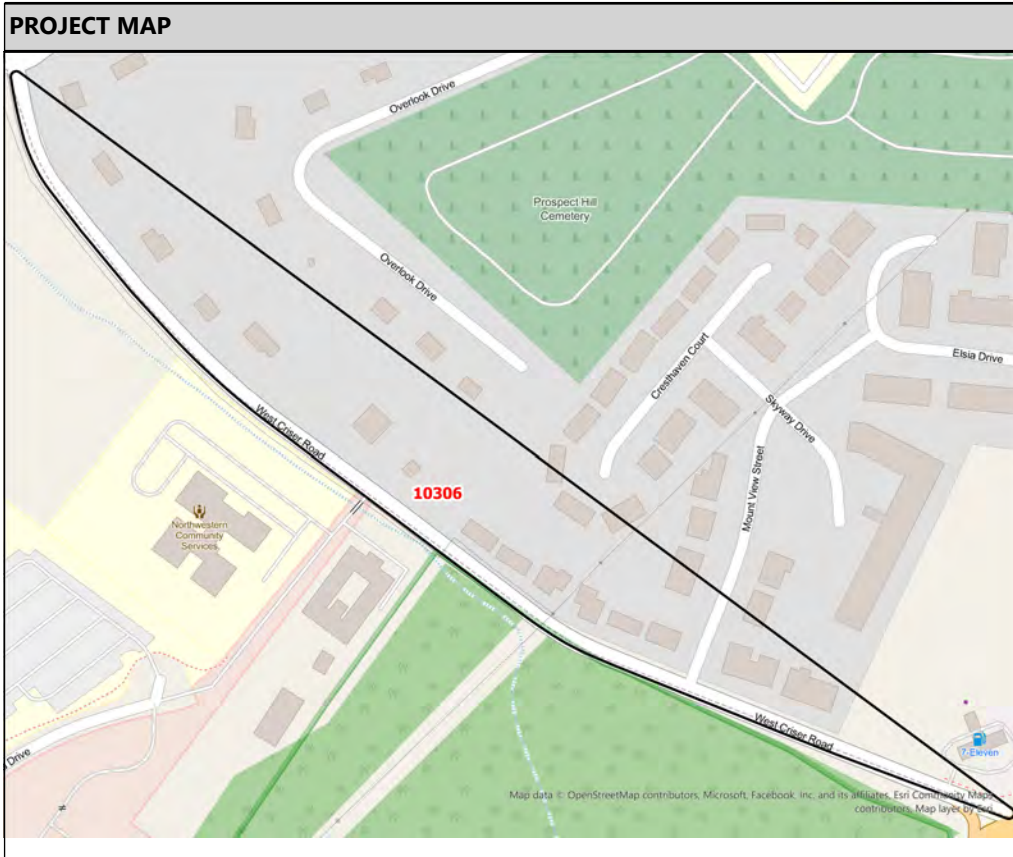 PROJECT MAP
Overlook Drive
Prospect Hill
Cemetery
Overlook Drive
Cresthaven Court
Elsia Drive
Skyway Drive
Mount View Street
West Criser Road
10306
Northwestern
Community
Services
West Criser Road
7-Eleven
Drive
Map data © OpenStreetMap contributors, Microsoft, Facebook, Inc. and its affiliates, Esri Community Maps
contributors, Map layer by Esri